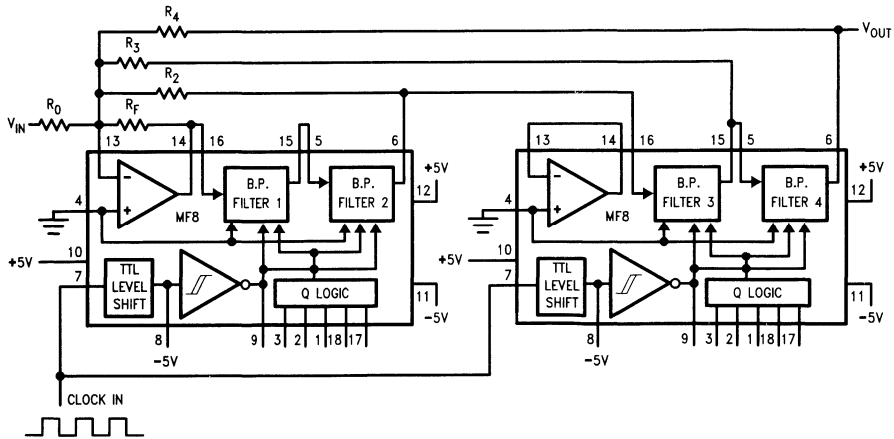 R4
VOUT
R3
R2
R0
RF
VIN
13
14
16
15
5
6
13
14
16
15
5
6
+5V
+5V
B.P.
FILTER 1
B.P.
FILTER 2
B.P.
FILTER 3
B.P.
FILTER 4
12
12
4
MF8
4
MF8
10
+5V
10
+5V
7
7
TTL
LEVEL
SHIFT
TTL
LEVEL
SHIFT
Q LOGIC
Q LOGIC
11
-5V
11
-5V
8
-5V
9
3
2
1
18
17
8
-5V
9
3
2
1
18
17
CLOCK IN